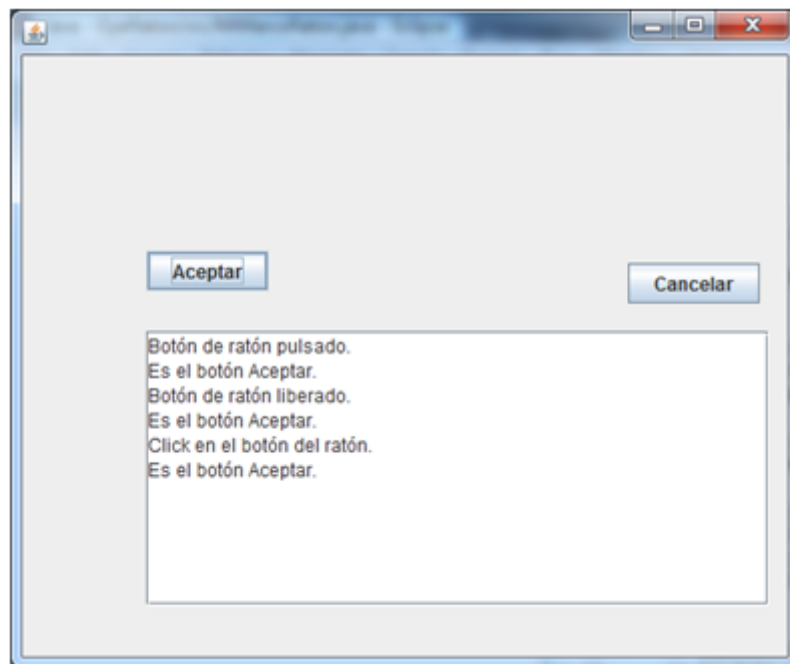 Aceptar
Cancelar
Botón de ratón pulsado.
Es el botón Aceptar.
Botón de ratón liberado.
Es el botón Aceptar.
Click en el botón del ratón.
Es el botón Aceptar.